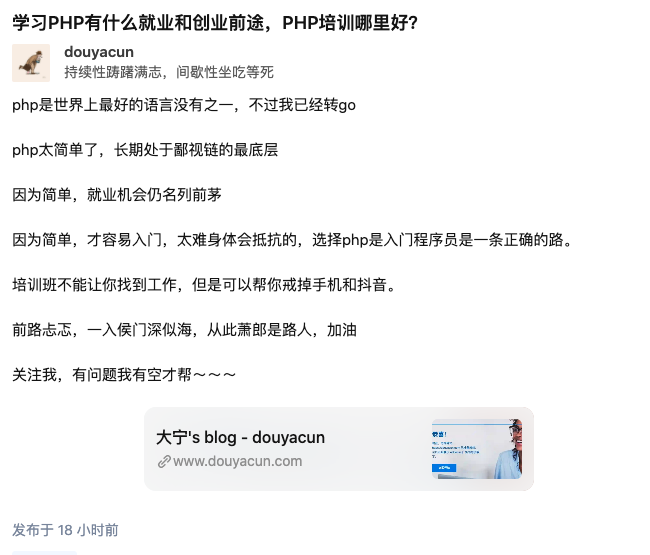 学习PHP有什么就业和创业前途，PHP培训哪里好?
douyacun
持续性踌躇满志，间歇性坐吃等死
php是世界上最好的语言没有之一，不过我已经转go
php太简单了，长期处于鄙视链的最底层
因为简单，就业机会仍名列前茅
因为简单，才容易入门，太难身体会抵抗的，选择php是入门程序员是一条正确的路。
培训班不能让你找到工作，但是可以帮你戒掉手机和抖音。
前路忐忑，一入侯门深似海，从此萧郎是路人，加油
关注我，有问题我有空才帮～～～
大宁's blog - douyacun
www.douyacun.com
发布于 18 小时前